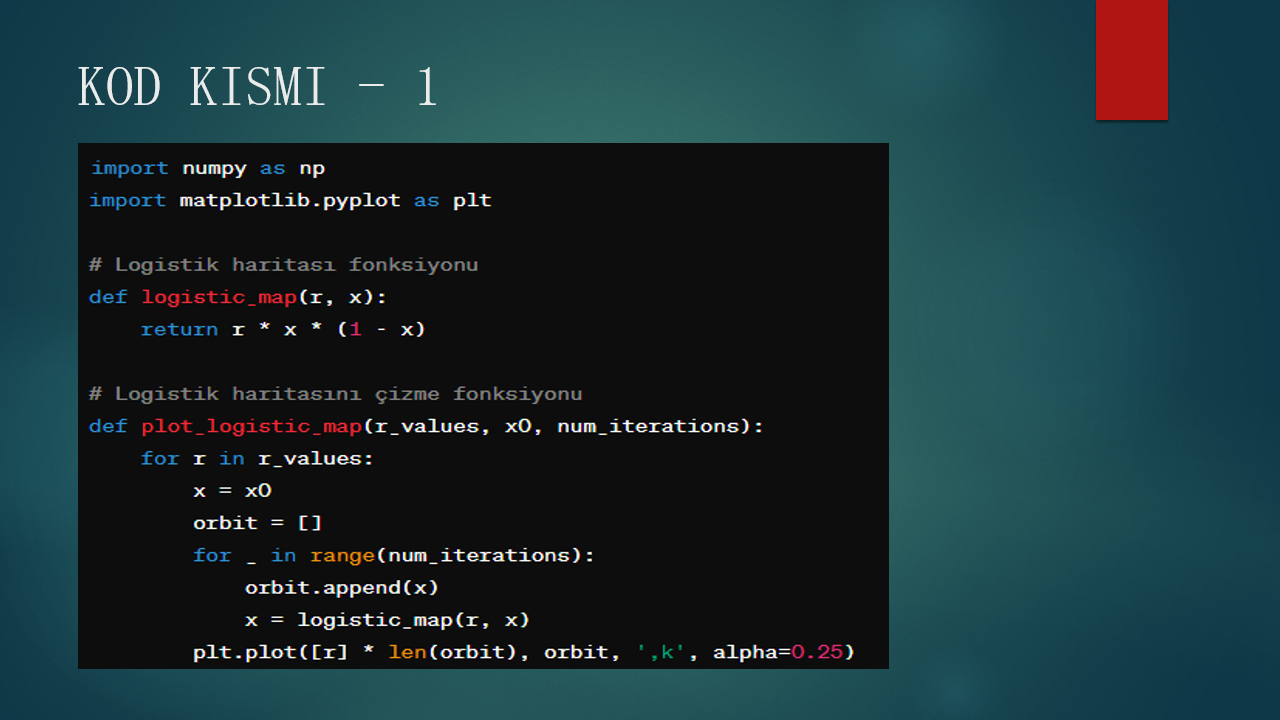 KOD KISMI - 1
import numpy as np
import matplotlib.pyplot as plt
# Logistik haritası fonksiyonu
def logistic_map(r, x):
    return r * x * (1 - x)
# Logistik haritasını çizme fonksiyonu
def plot_logistic_map(r_values, x0, num_iterations):
    for r in r_values:
        x = x0
        orbit = []
        for _ in range(num_iterations):
            orbit.append(x)
            x = logistic_map(r, x)
        plt.plot([r] * len(orbit), orbit, ',k', alpha=0.25)